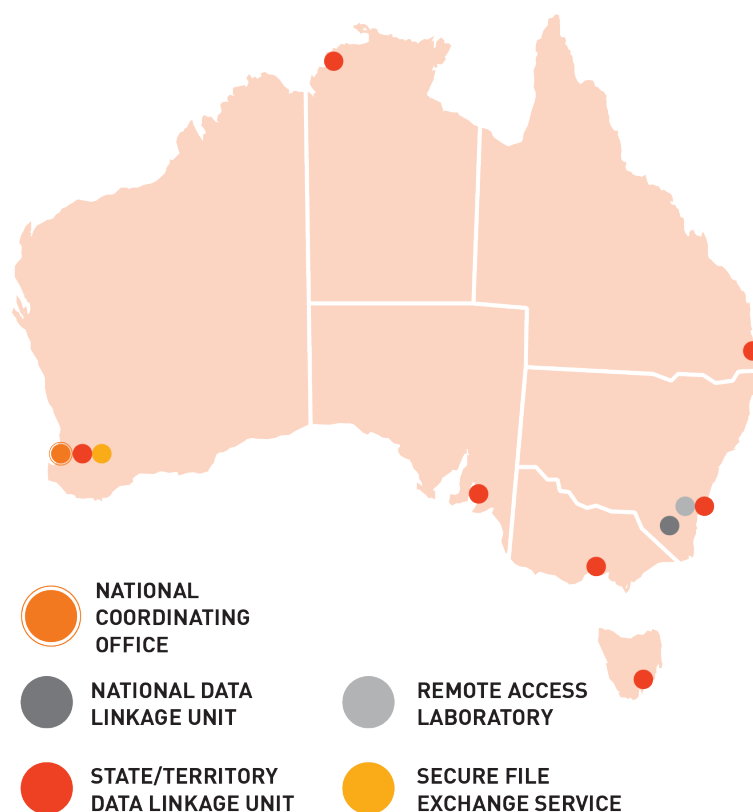 NATIONAL
COORDINATING
OFFICE
NATIONAL DATA
LINKAGE UNIT
REMOTE ACCESS
LABORATORY
STATE/TERRITORY
DATA LINKAGE UNIT
SECURE FILE
EXCHANGE SERVICE